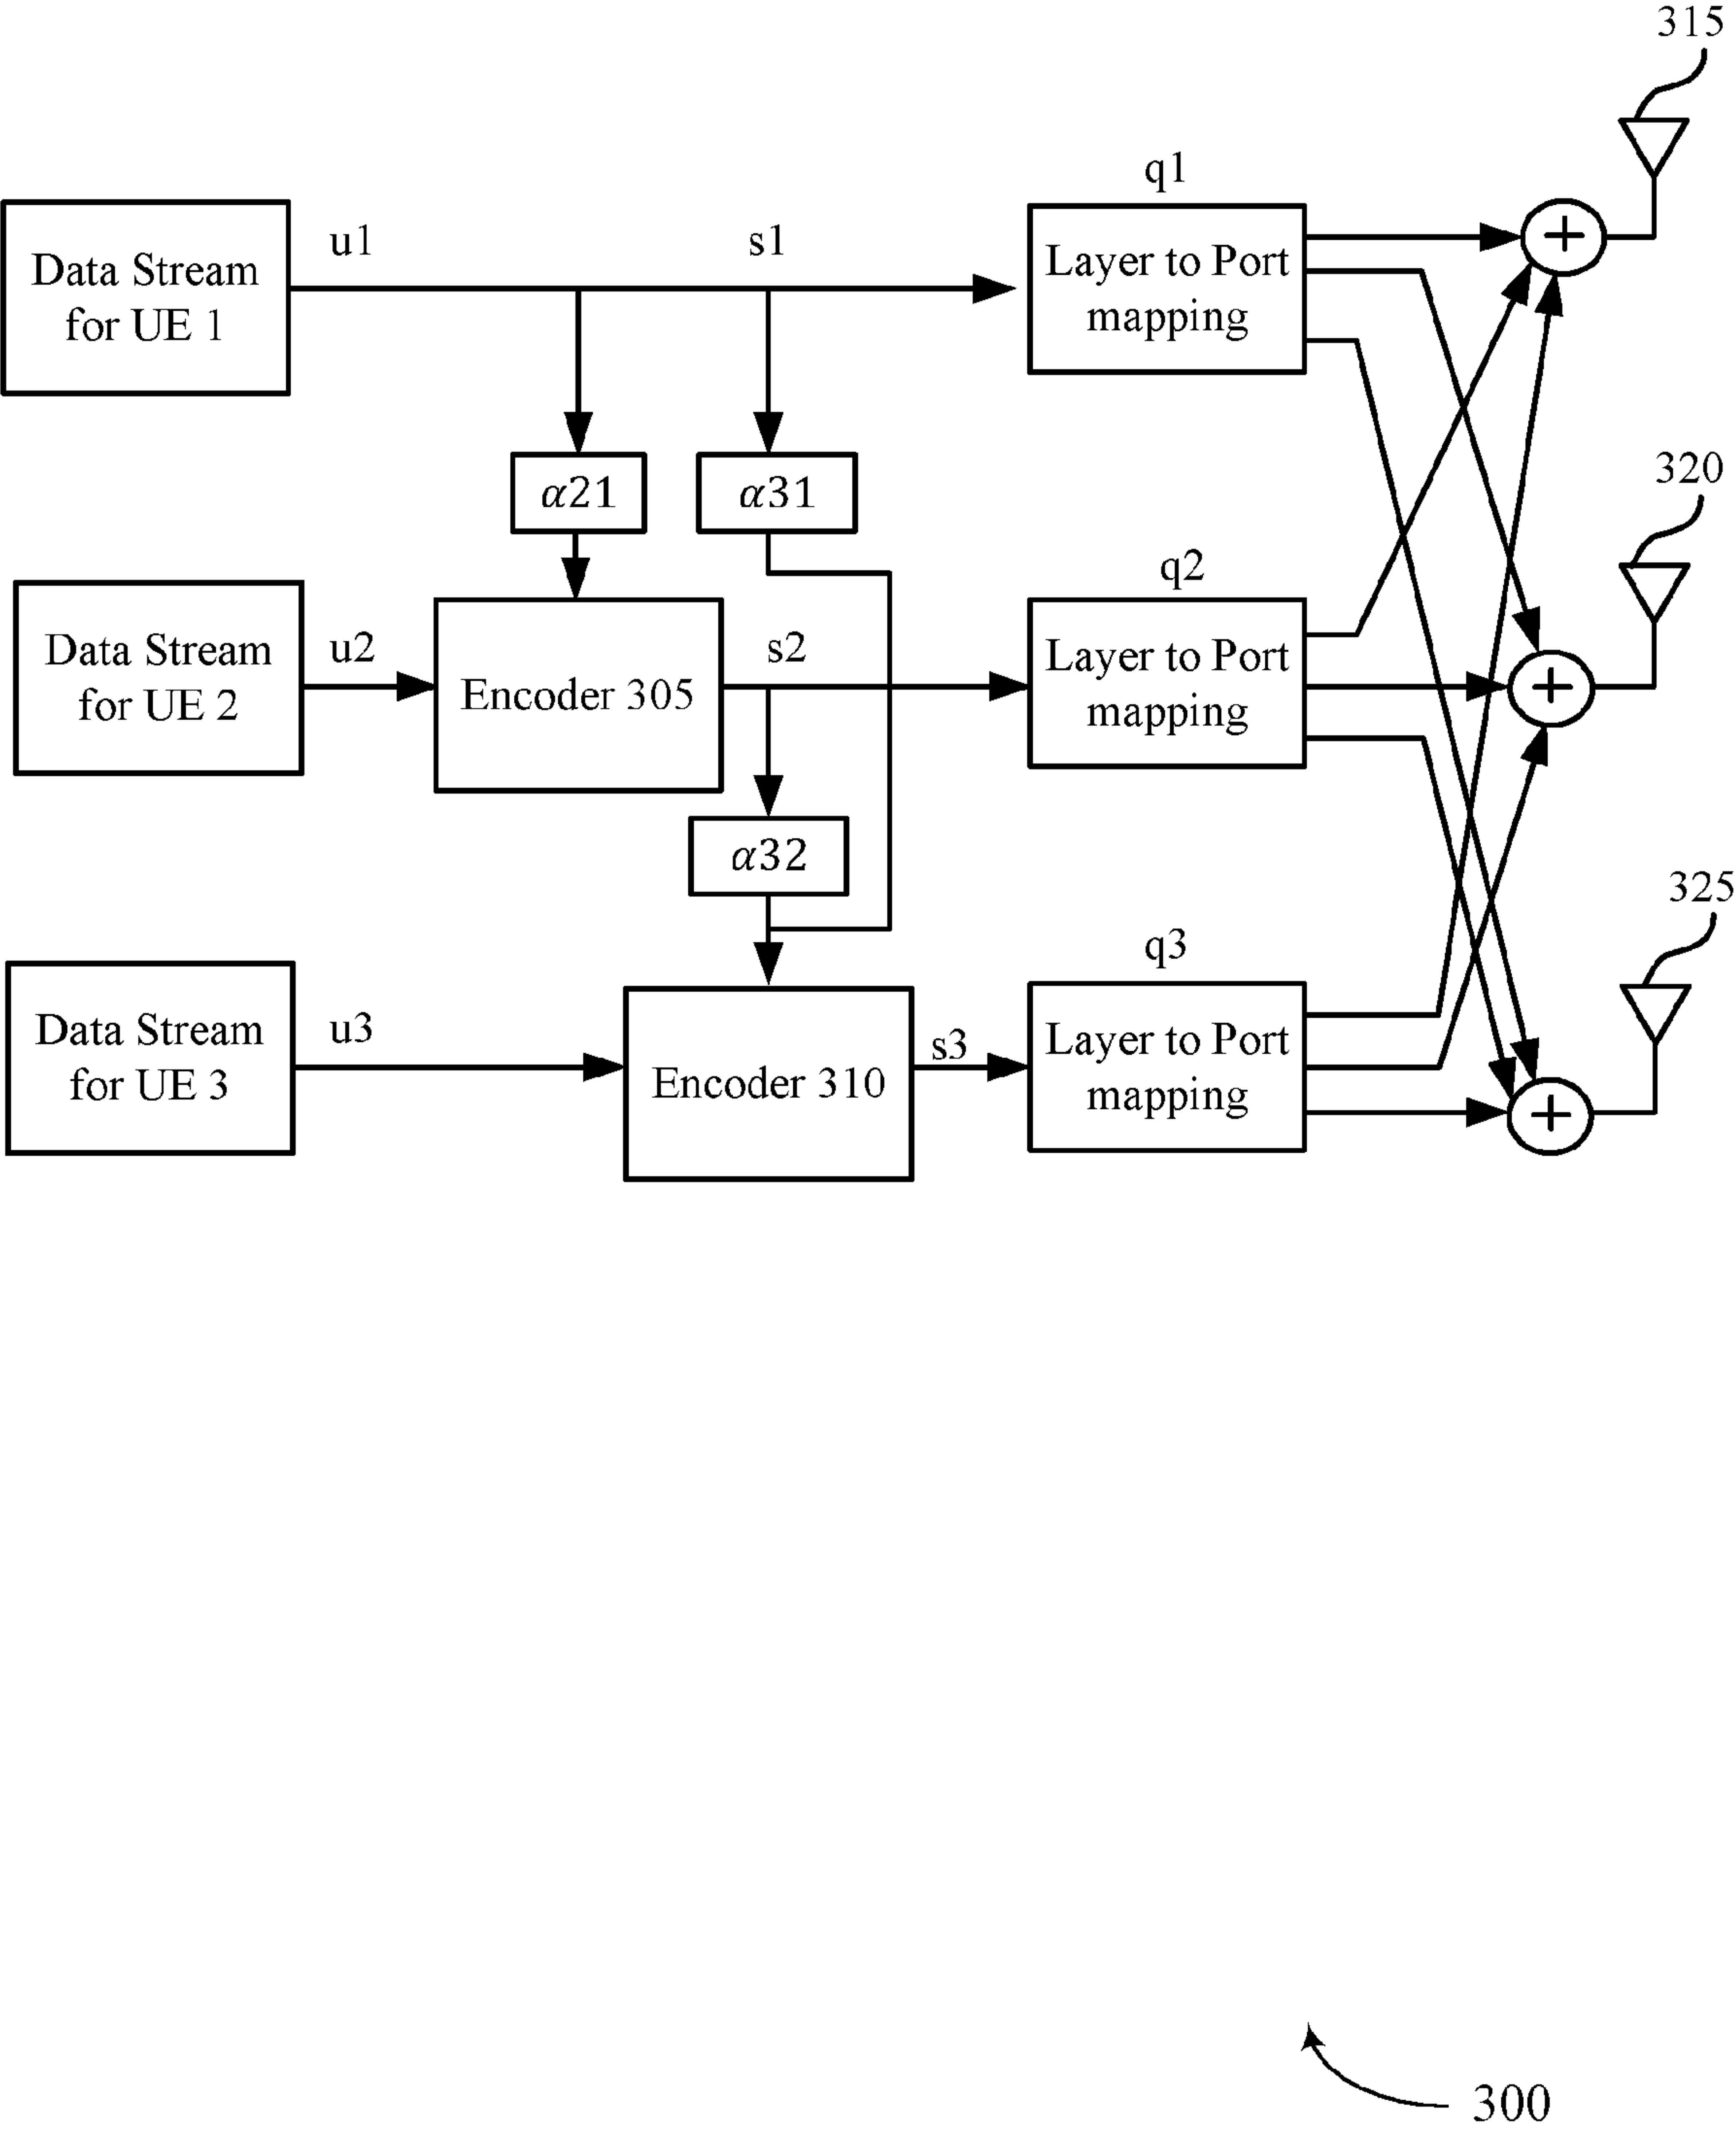 315
q1
Data Stream
for UE 1
u1
s1
Layer to Port
mapping
+
α21
α31
320
q2
Data Stream
for UE 2
u2
Encoder 305
s2
Layer to Port
mapping
+
α32
325
q3
Data Stream
for UE 3
u3
Encoder 310
s3
Layer to Port
mapping
+
300